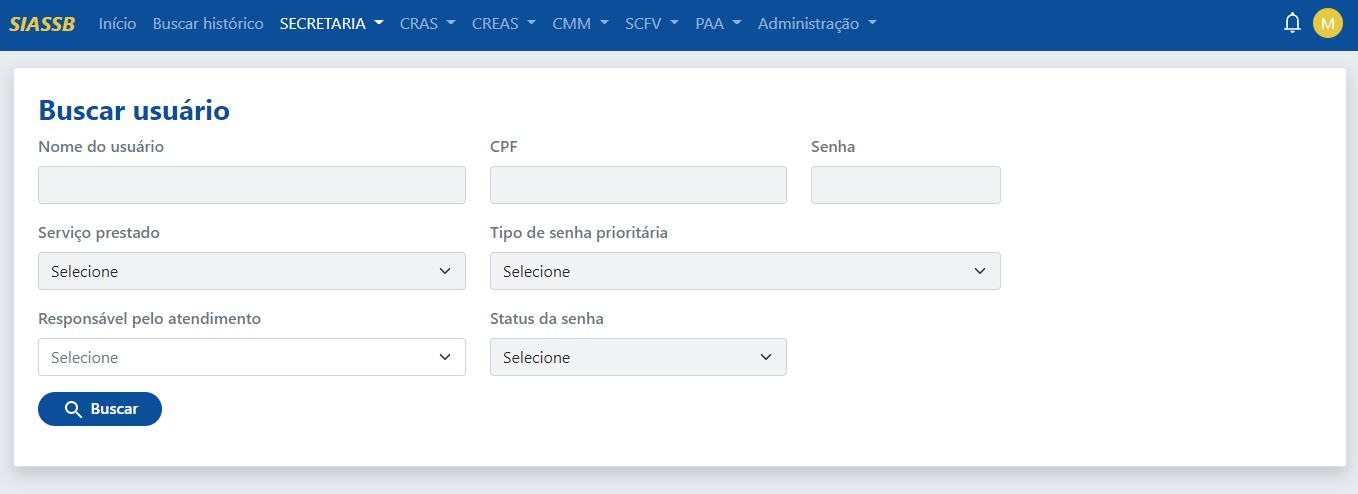 SIASSB Início Buscar histórico SECRETARIA CRAS CREAS CMM SCFV PAA Administração M
Buscar usuário
Nome do usuário CPF Senha
Serviço prestado Tipo de senha prioritária
Selecione Selecione
Responsável pelo atendimento Status da senha
Selecione Selecione
Buscar